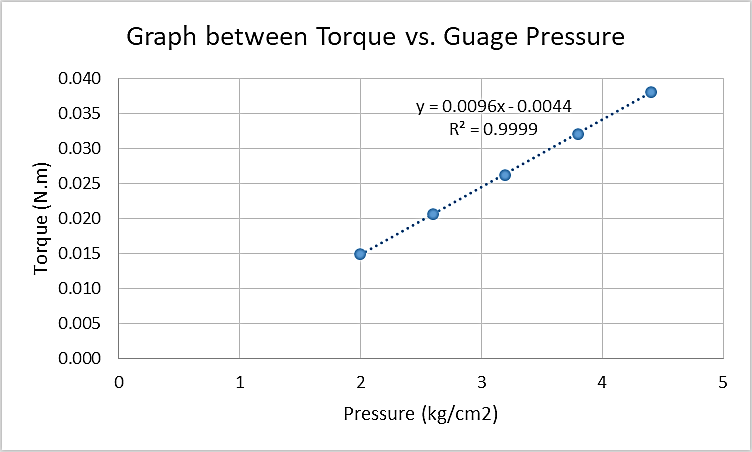 Graph between Torque vs. Guage Pressure
0.040
0.035
0.030
0.025
0.020
0.015
0.010
0.005
0.000
Torque (N.m)
y = 0.0096x - 0.0044
R² = 0.9999
0 1 2 3 4 5
Pressure (kg/cm2)